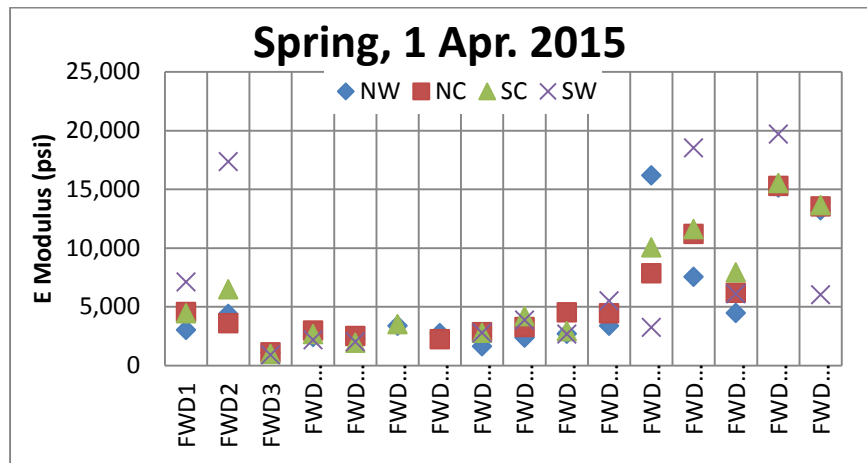 Spring, 1 Apr. 2015
25,000
20,000
15,000
10,000
5,000
0
E Modulus (psi)
NW NC SC SW
FWD1
FWD2
FWD3
FWD...
FWD...
FWD...
FWD...
FWD...
FWD...
FWD...
FWD...
FWD...
FWD...
FWD...
FWD...
FWD...